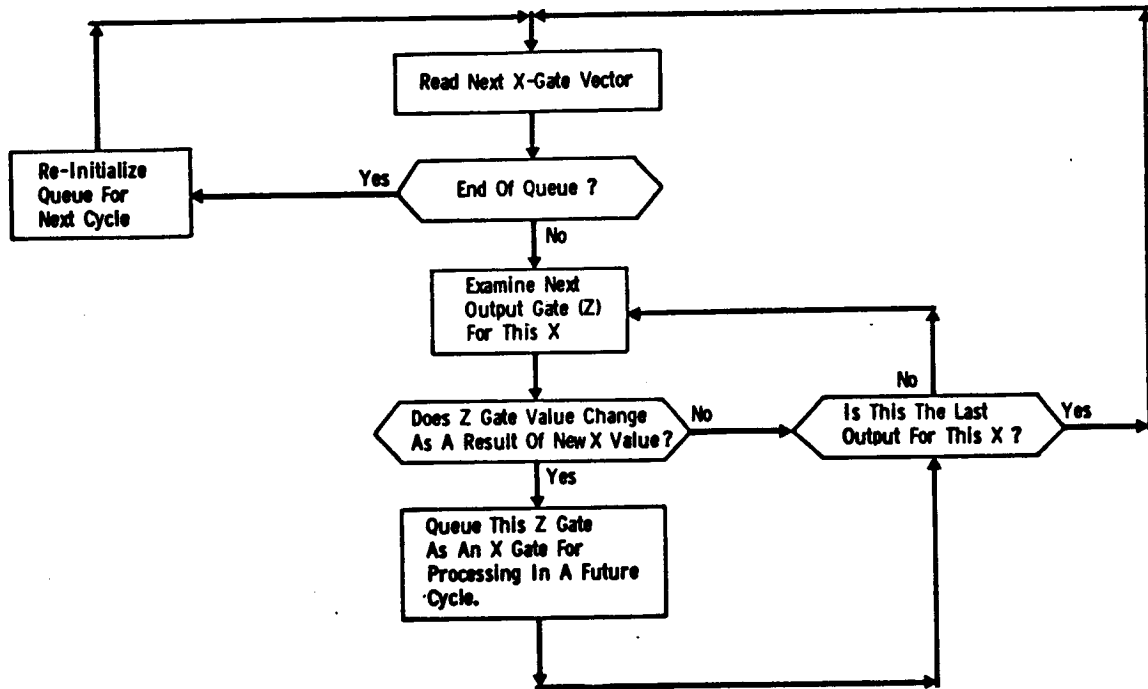 Read Next X-Gate Vector
Re-Initialize
Queue For
Next Cycle
Yes
End Of Queue ?
No
Examine Next
Output Gate (Z)
For This X
No
Does Z Gate Value Change
As A Result Of New X Value ?
No
Is This The Last
Output For This X ?
Yes
Yes
Queue This Z Gate
As An X Gate For
Processing In A Future
Cycle.